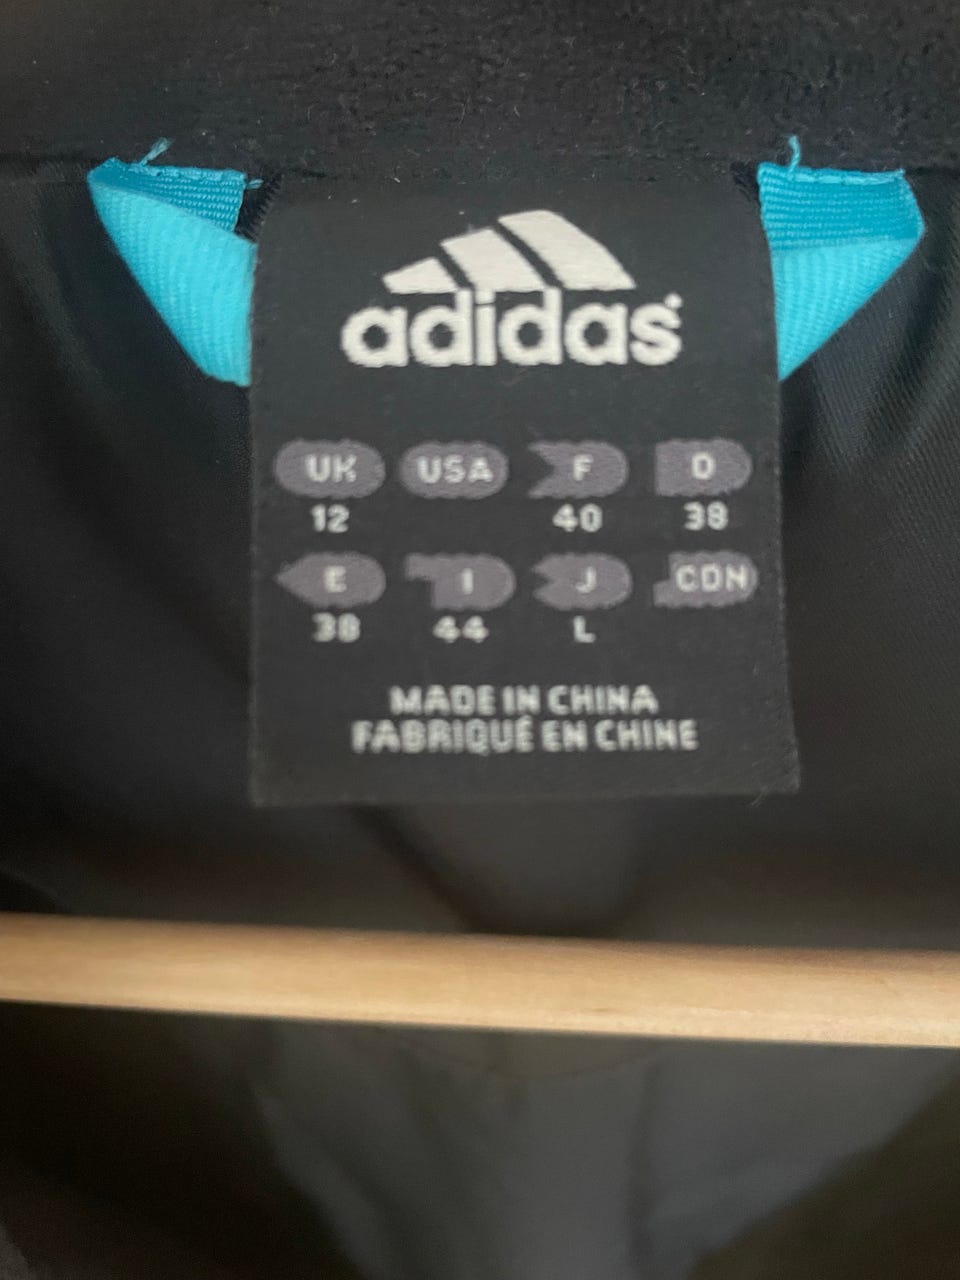 adidas
UK USA F D
12 40 38
E I J CDN
38 44 L
MADE IN CHINA
FABRIQUÉ EN CHINE